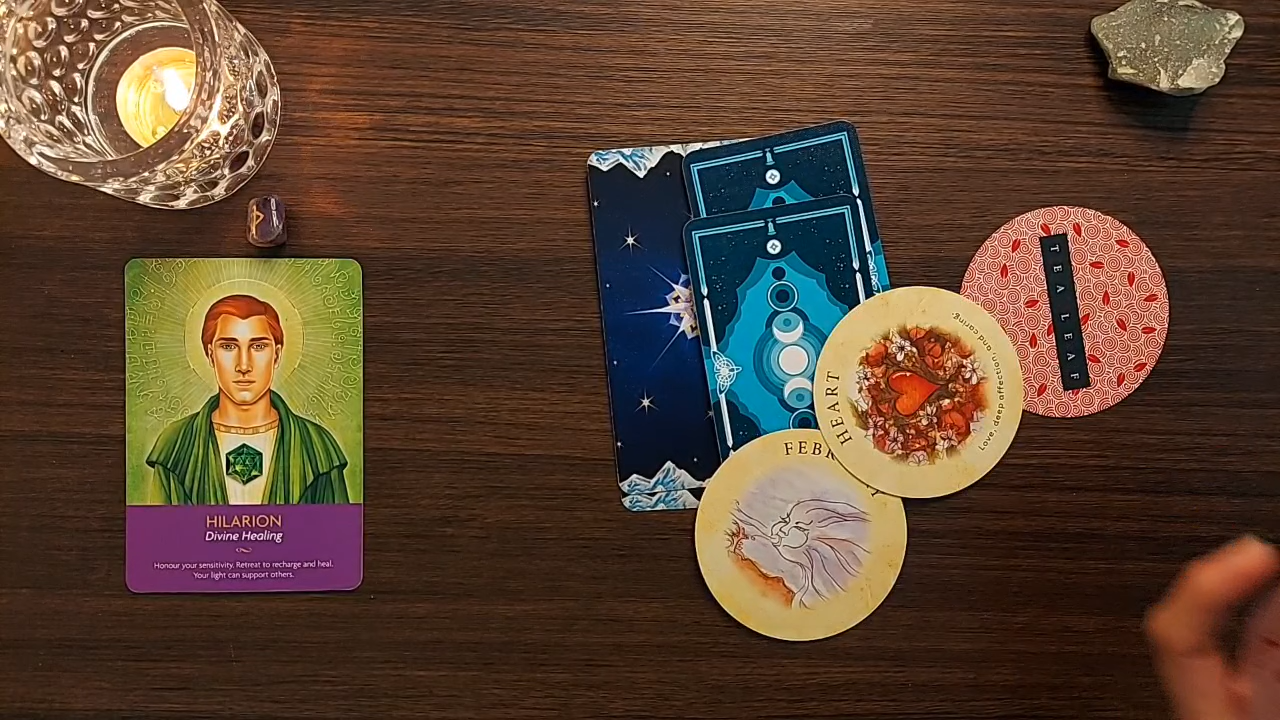 HILARION
Divine Healing
Honour your sensitivity. Retreat to recharge and heal.
Your light can support others.
HEART
Love, deep affection, and caring.
TEA LEAF